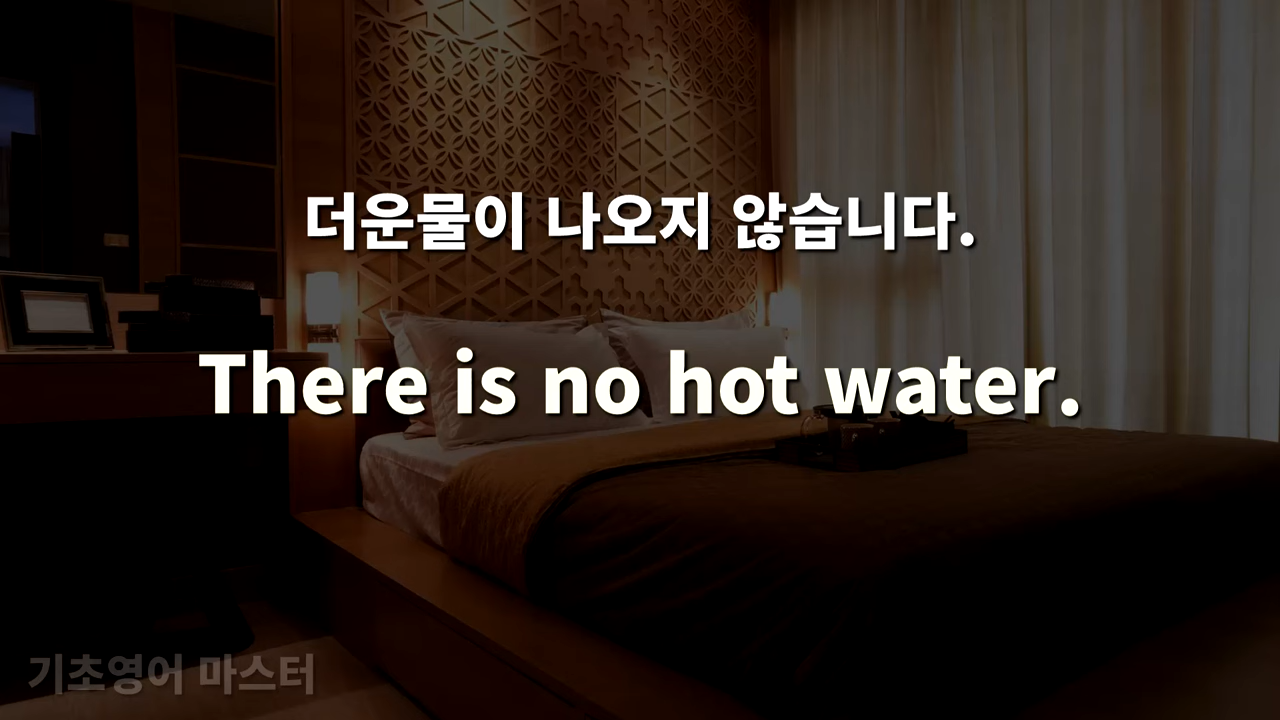 더운물이 나오지 않습니다.
There is no hot water.
기초영어 마스터